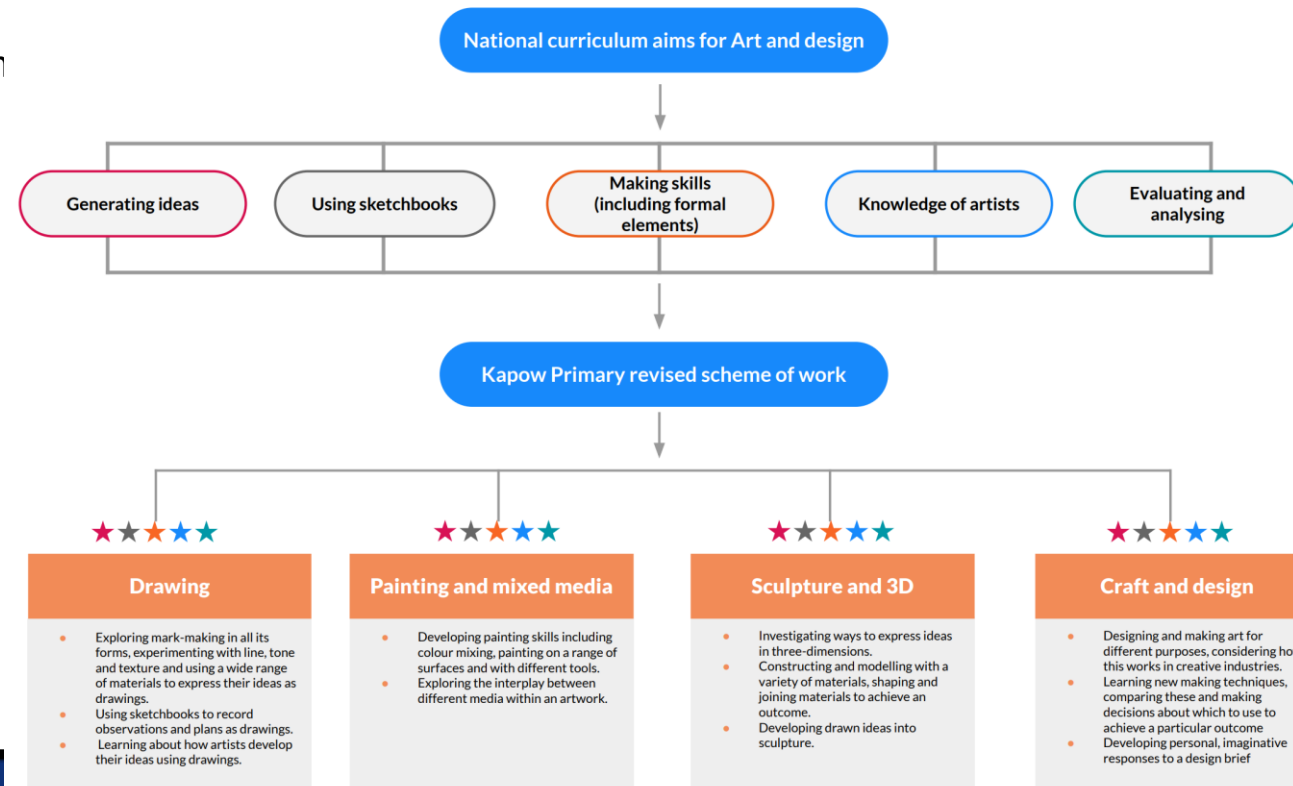 National curriculum aims for Art and design
Generating ideas
Using sketchbooks
Making skills
(including formal
elements)
Knowledge of artists
Evaluating and
analysing
Kapow Primary revised scheme of work
Drawing
• Exploring mark-making in all its
forms, experimenting with line, tone
and texture and using a wide range
of materials to express their ideas as
drawings.
• Using sketchbooks to record
observations and plans as drawings.
• Learning about how artists develop
their ideas using drawings.
Painting and mixed media
• Developing painting skills including
colour mixing, painting on a range of
surfaces and with different tools.
• Exploring the interplay between
different media within an artwork.
Sculpture and 3D
• Investigating ways to express ideas
in three-dimensions.
• Constructing and modelling with a
variety of materials, shaping and
joining materials to achieve an
outcome.
• Developing drawn ideas into
sculpture.
Craft and design
• Designing and making art for
different purposes, considering ho
this works in creative industries.
• Learning new making techniques,
comparing these and making
decisions about which to use to
achieve a particular outcome
• Developing personal, imaginative
responses to a design brief